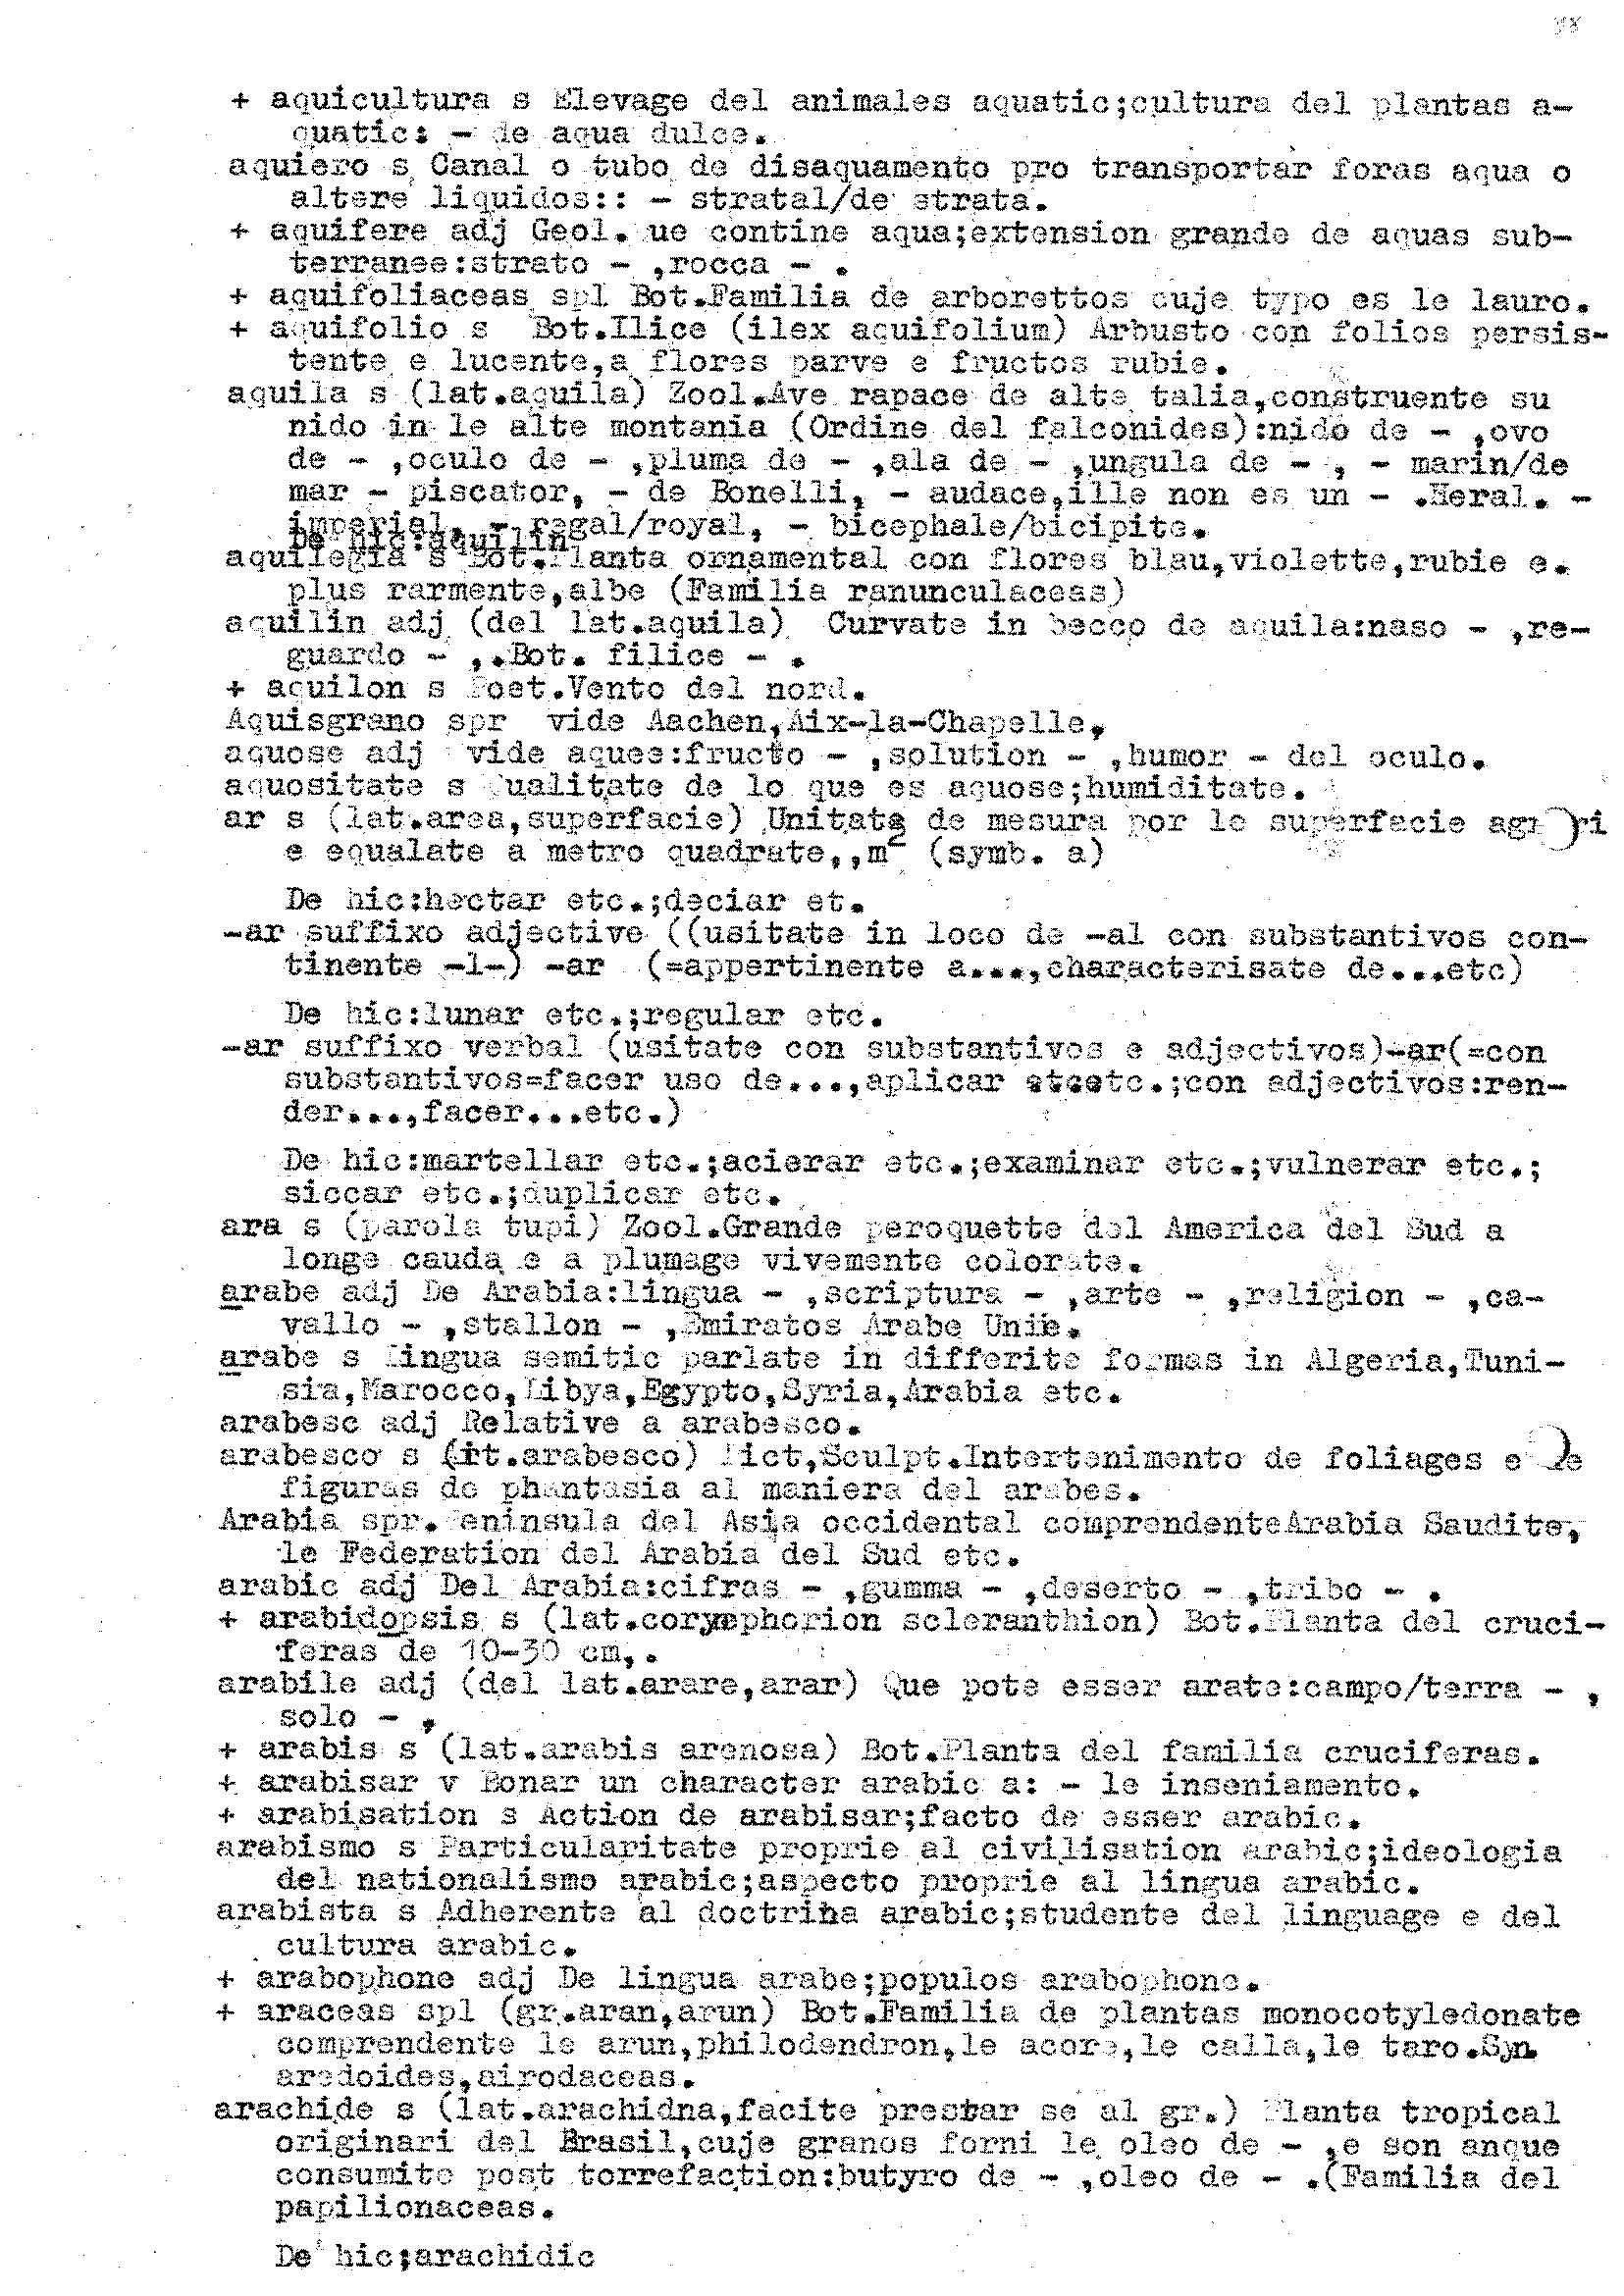 98
+ aquicultura s Elevage del animales aquatic;cultura del plantas a-
quatic: - de aqua dulce.
aquiero s Canal o tubo de disaquamento pro transportar foras aqua o
altere liquidos:: - stratal/de strata.
+ aquifere adj Geol. ue contine aqua;extension grande de aquas sub-
terranee:strato - ,rocca - .
+ aquifoliaceas spl Bot.Familia de arborettos cuje typo es le lauro.
+ aquifolio s Bot.Ilice (ilex aquifolium) Arbusto con folios persis-
tente e lucente,a flores parve e fructos rubie.
aquila s (lat.aquila) Zool.Ave rapace de alte talia,construente su
nido in le alte montania (Ordine del falconides):nido de - ,ovo
de - ,oculo de - ,pluma de - ,ala de - ,ungula de - , - marin/de
mar - piscator, - de Bonelli, - audace,ille non es un - .Heral. -
imperial, - regal/royal, - bicephale/bicipite.
De hic:aquilin
aquilegia s Bot.Planta ornamental con flores blau,violette,rubie e.
plus rarmente,albe (Familia ranunculaceas)
aquilin adj (del lat.aquila) Curvate in becco de aquila:naso - ,re-
guardo - ,.Bot. filice - .
+ aquilon s Poet.Vento del nord.
Aquisgrano spr vide Aachen,Aix-la-Chapelle,
aquose adj vide aquee:fructo - ,solution - ,humor - del oculo.
aquositate s Qualitate de lo que es aquose;humiditate.
ar s (lat.area,superfacie) Unitate de mesura por le superfacie agrari
e equalate a metro quadrate,,m² (symb. a)
De hic:hectar etc.;deciar et.
-ar suffixo adjective ((usitate in loco de -al con substantivos con-
tinente -l-) -ar (=appertinente a...,characterisate de...etc)
De hic:lunar etc.;regular etc.
-ar suffixo verbal (usitate con substantivos e adjectivos)-ar(=con
substantivos=facer uso de...,aplicar etcetc.;con adjectivos:ren-
der...,facer...etc.)
De hic:martellar etc.;acierar etc.;examinar etc.;vulnerar etc.;
siccar etc.;duplicar etc.
ara s (parola tupi) Zool.Grande peroquette del America del Sud a
longe cauda e a plumage vivemente colorate.
arabe adj De Arabia:lingua - ,scriptura - ,arte - ,religion - ,ca-
vallo - ,stallon - ,Emiratos Arabe Unie.
arabe s Lingua semitic parlate in differite formas in Algeria,Tuni-
sia,Marocco,Libya,Egypto,Syria,Arabia etc.
arabesc adj Relative a arabesco.
arabesco s (it.arabesco) Pict,Sculpt.Intertenimento de foliages e de
figuras de phantasia al maniera del arabes.
Arabia spr. Peninsula del Asia occidental comprendenteArabia Saudite,
le Federation del Arabia del Sud etc.
arabic adj Del Arabia:cifras - ,gumma - ,deserto - ,tribo - .
+ arabidopsis s (lat.corynephorion scleranthion) Bot.Planta del cruci-
feras de 10-30 cm,.
arabile adj (del lat.arare,arar) Que pote esser arate:campo/terra - ,
solo - ,
+ arabis s (lat.arabis arenosa) Bot.Planta del familia cruciferas.
+ arabisar v Donar un character arabic a: - le inseniamento.
+ arabisation s Action de arabisar;facto de esser arabic.
arabismo s Particularitate proprie al civilisation arabic;ideologia
del nationalismo arabic;aspecto proprie al lingua arabic.
arabista s Adherente al doctrina arabic;studente del linguage e del
cultura arabic.
+ arabophone adj De lingua arabe;populos arabophone.
+ araceas spl (gr.aran,arun) Bot.Familia de plantas monocotyledonate
comprendente le arun,philodendron,le acore,le calla,le taro.Syn.
aredoides,airodaceas.
arachide s (lat.arachidna,facite prestar se al gr.) Planta tropical
originari del Brasil,cuje granos forni le oleo de - ,e son anque
consumite post torrefaction:butyro de - ,oleo de - .(Familia del
papilionaceas.
De hic;arachidic